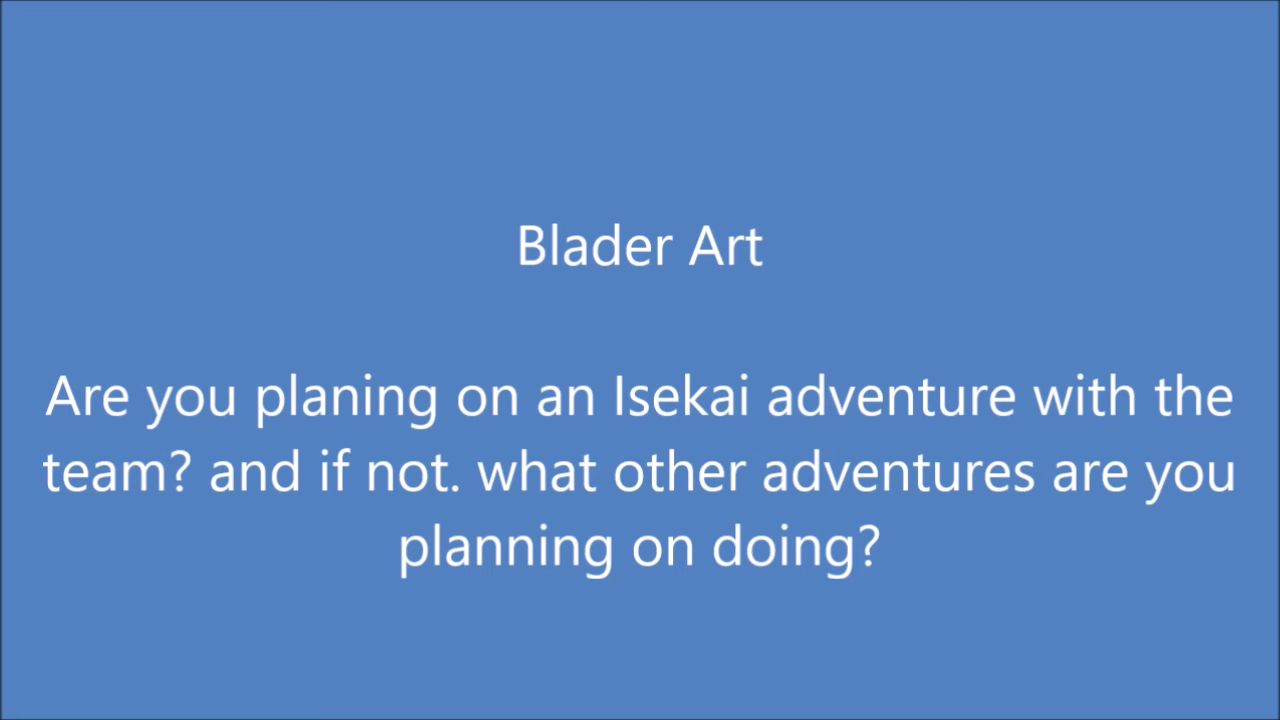 Blader Art
Are you planing on an Isekai adventure with the
team? and if not. what other adventures are you
planning on doing?